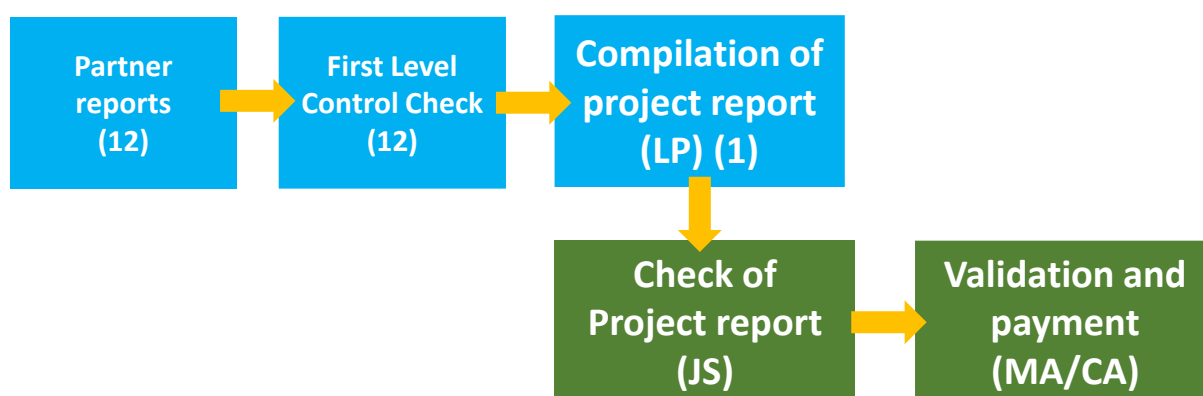 Partner
reports
(12)
First Level
Control Check
(12)
Compilation of
project report
(LP) (1)
Check of
Project report
(JS)
Validation and
payment
(MA/CA)